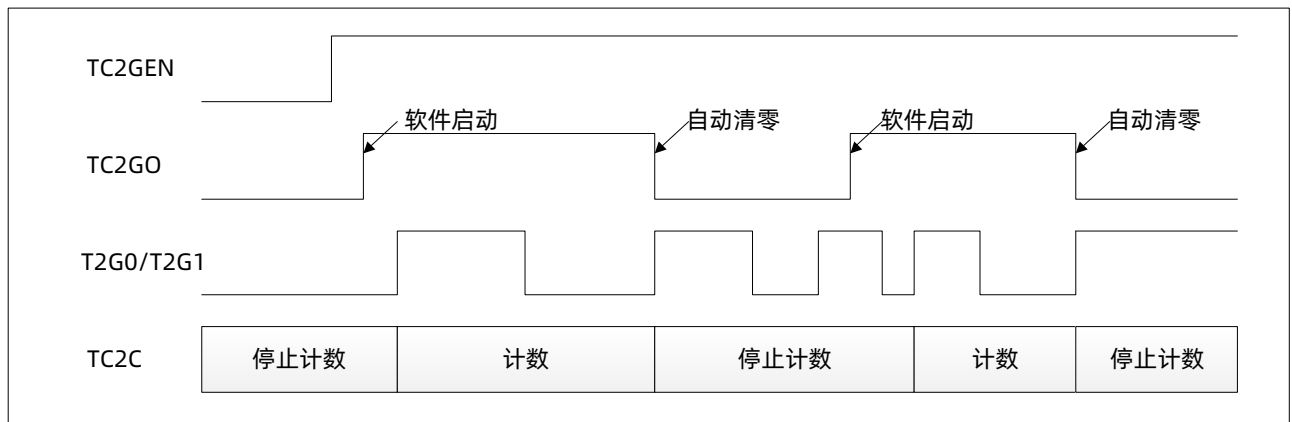 TC2GEN
软件启动 自动清零 软件启动 自动清零
TC2GO
T2G0/T2G1
TC2C 停止计数 计数 停止计数 计数 停止计数